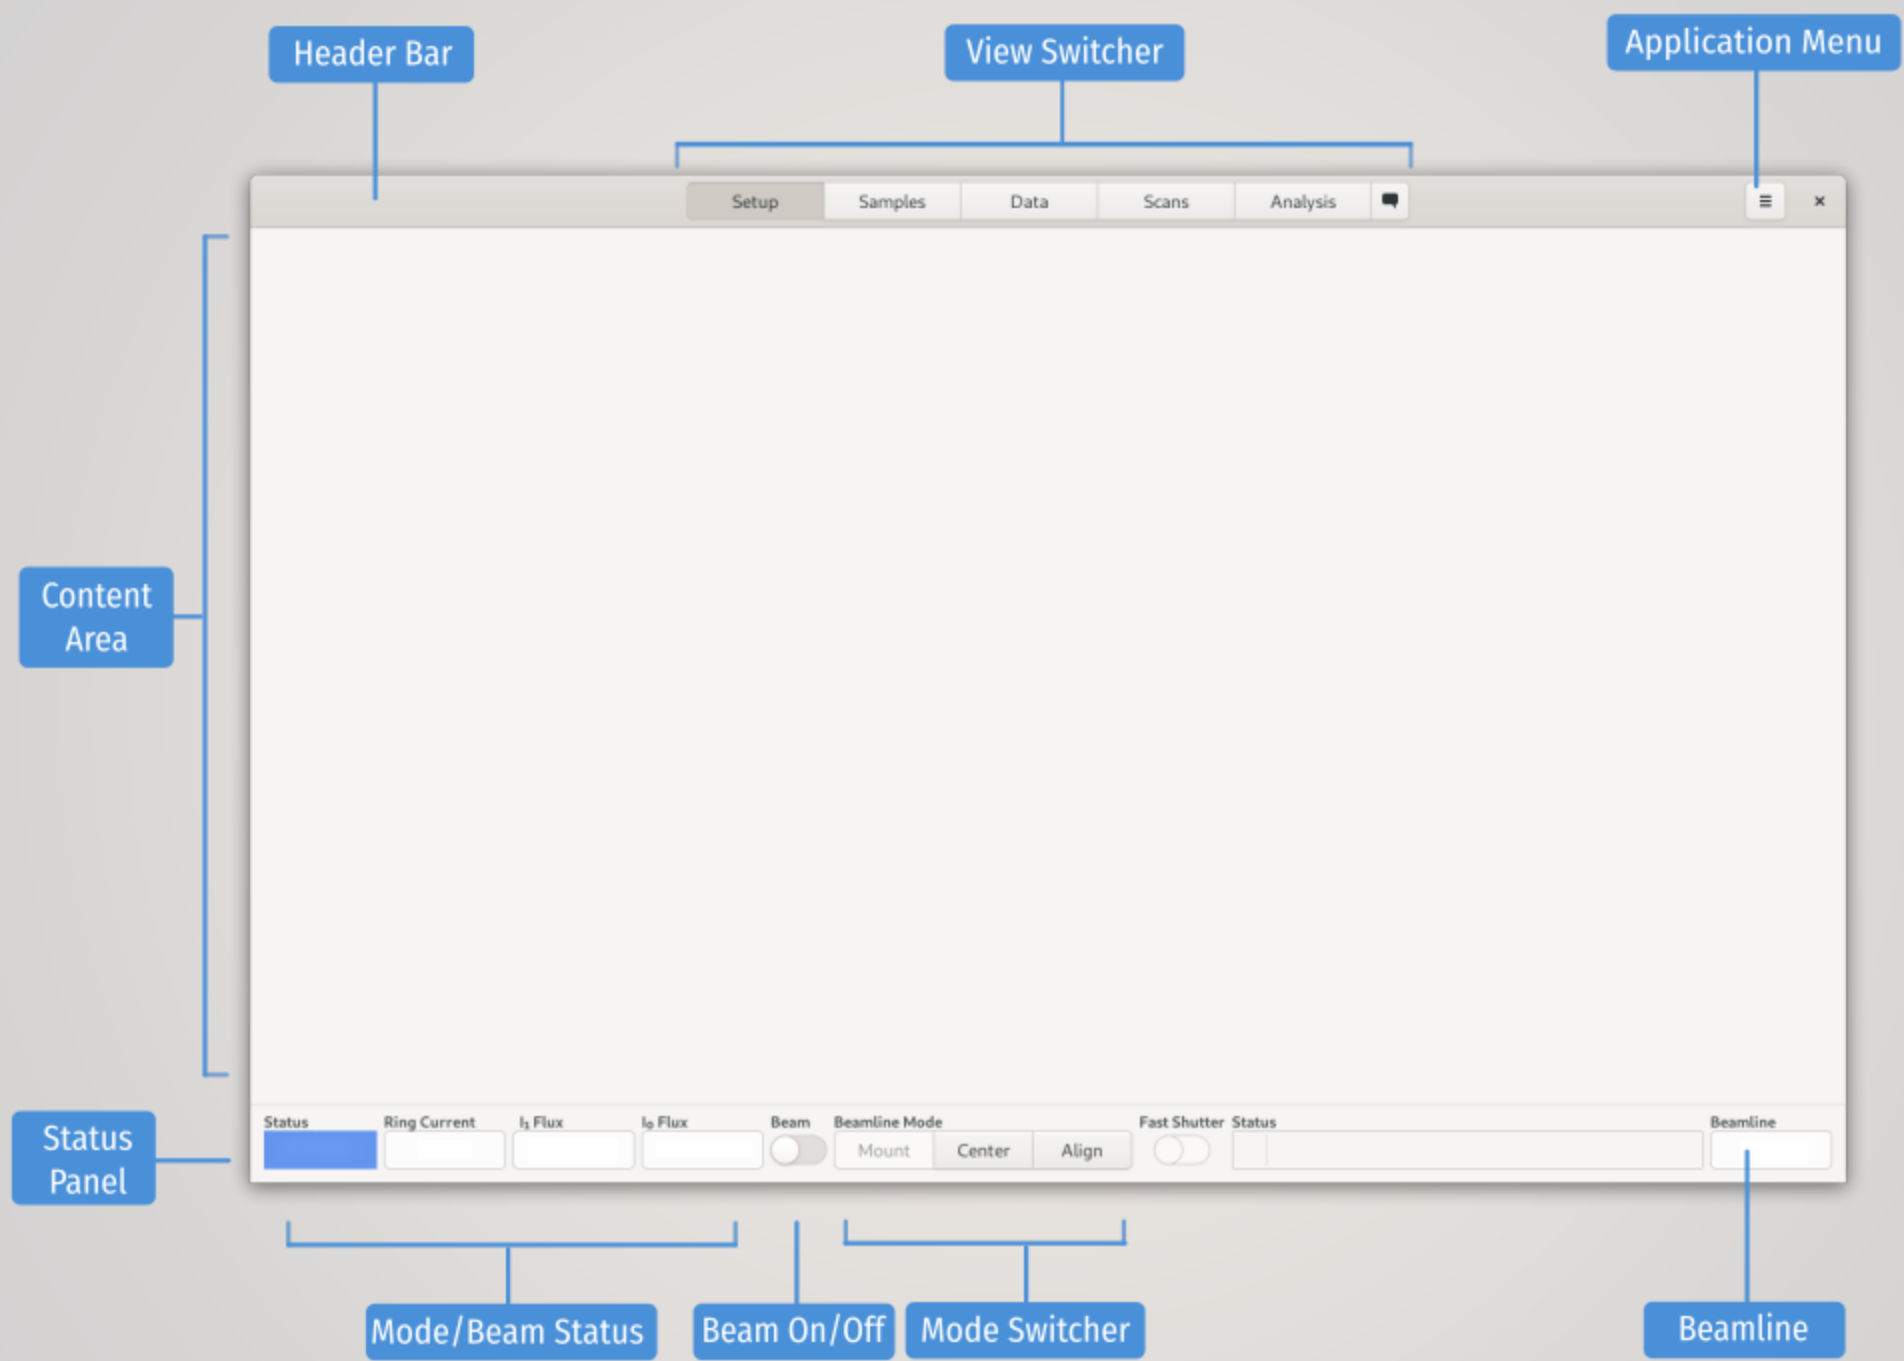 Header Bar
View Switcher
Application Menu
Setup
Samples
Data
Scans
Analysis
Content
Area
Status
Panel
Status
Ring Current
I₁ Flux
I₀ Flux
Beam
Beamline Mode
Fast Shutter
Status
Beamline
Mount
Center
Align
Mode/Beam Status
Beam On/Off
Mode Switcher
Beamline